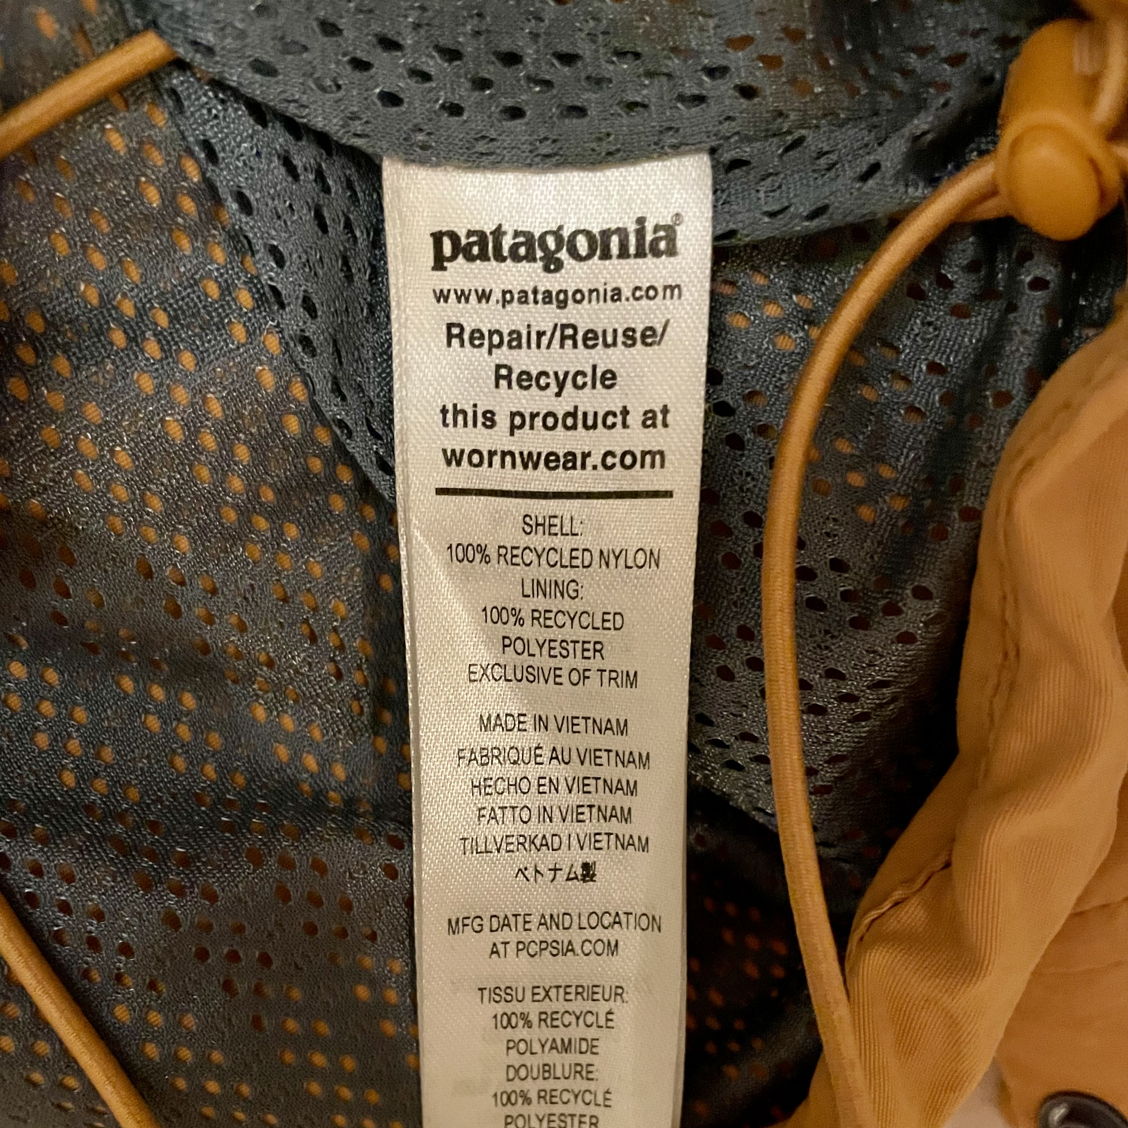 patagonia®
www.patagonia.com
Repair/Reuse/
Recycle
this product at
wornwear.com
SHELL:
100% RECYCLED NYLON
LINING:
100% RECYCLED
POLYESTER
EXCLUSIVE OF TRIM
MADE IN VIETNAM
FABRIQUÉ AU VIETNAM
HECHO EN VIETNAM
FATTO IN VIETNAM
TILLVERKAD I VIETNAM
ベトナム製
MFG DATE AND LOCATION
AT PCPSIA.COM
TISSU EXTERIEUR:
100% RECYCLÉ
POLYAMIDE
DOUBLURE:
100% RECYCLÉ
POLYESTER